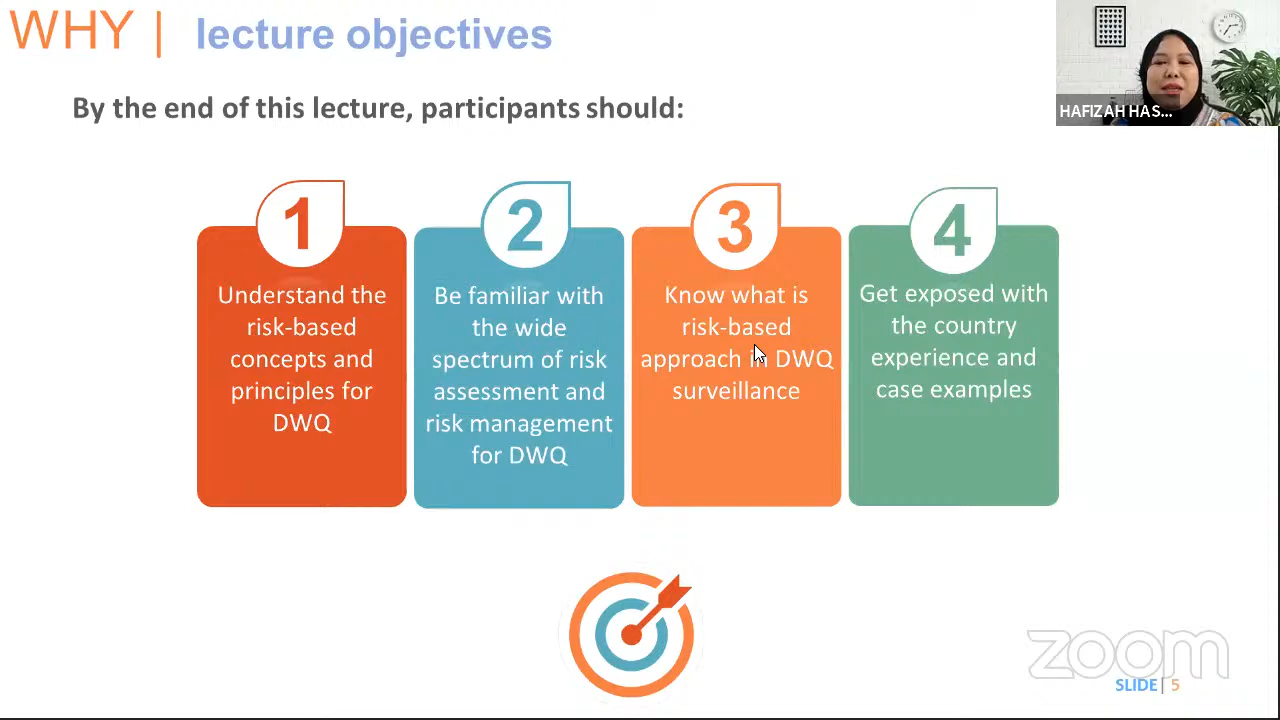 WHY | lecture objectives
By the end of this lecture, participants should:
HAFIZAH HAS...
1
Understand the
risk-based
concepts and
principles for
DWQ
2
Be familiar with
the wide
spectrum of risk
assessment and
risk management
for DWQ
3
Know what is
risk-based
approach in DWQ
surveillance
4
Get exposed with
the country
experience and
case examples
zoom
SLIDE| 5